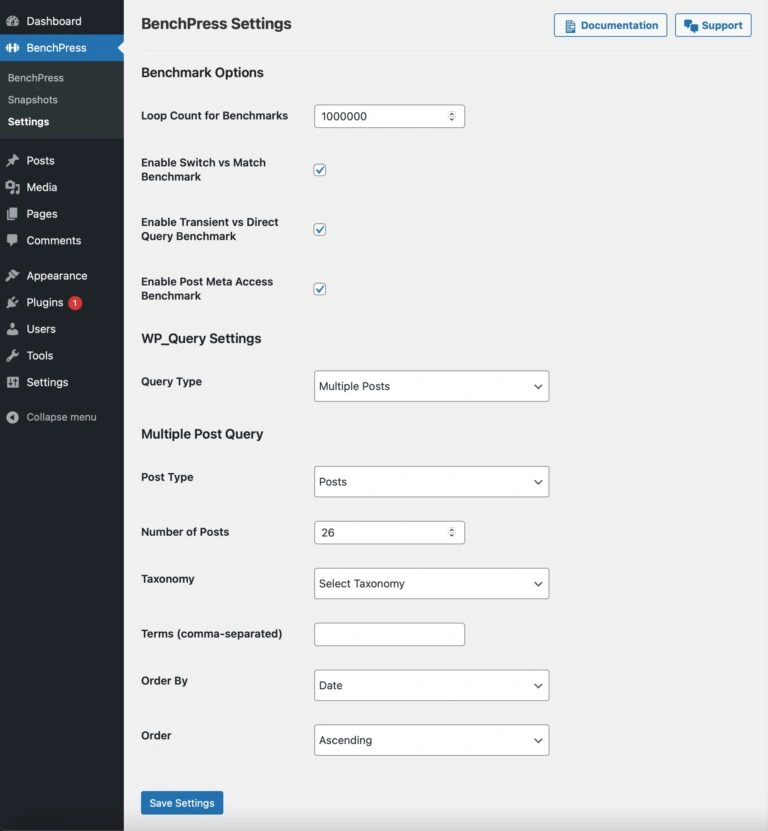 Dashboard
BenchPress
BenchPress
Snapshots
Settings
Posts
Media
Pages
Comments
Appearance
Plugins 1
Users
Tools
Settings
Collapse menu
BenchPress Settings
Documentation
Support
Benchmark Options
Loop Count for Benchmarks
1000000
Enable Switch vs Match
Benchmark
Enable Transient vs Direct
Query Benchmark
Enable Post Meta Access
Benchmark
WP_Query Settings
Query Type
Multiple Posts
Multiple Post Query
Post Type
Posts
Number of Posts
26
Taxonomy
Select Taxonomy
Terms (comma-separated)
Order By
Date
Order
Ascending
Save Settings